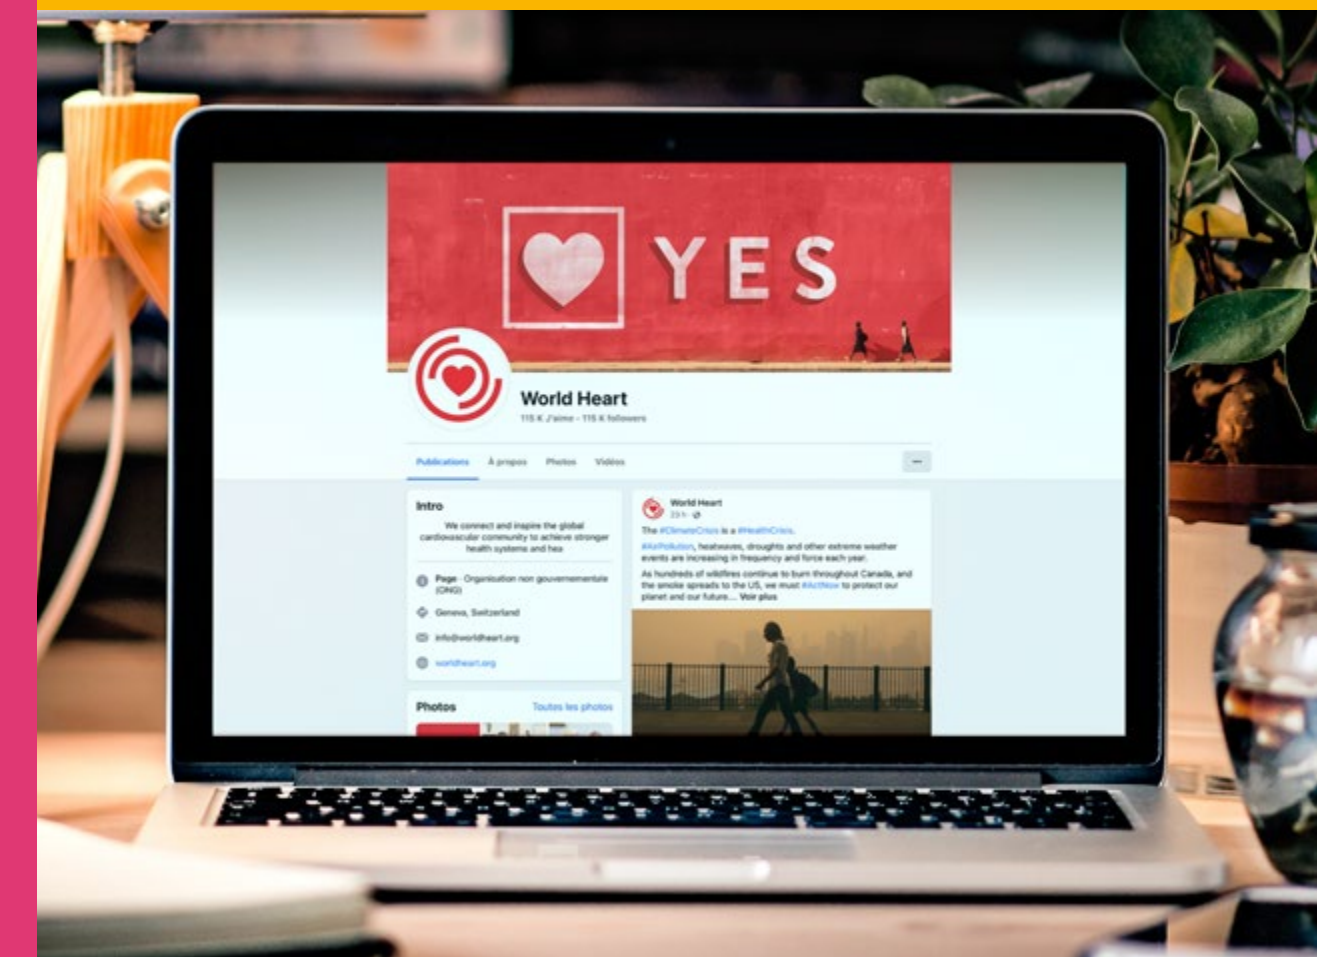 YES
World Heart
115 K J'aime • 115 K followers
Publications À propos Photos Vidéos
Intro
We connect and inspire the global
cardiovascular community to achieve stronger
health systems and hea
Page · Organisation non gouvernementale
(ONG)
Geneva, Switzerland
info@worldheart.org
worldheart.org
Photos Toutes les photos
World Heart
23 h
The #ClimateCrisis is a #HealthCrisis.
#AirPollution, heatwaves, droughts and other extreme weather
events are increasing in frequency and force each year.
As hundreds of wildfires continue to burn throughout Canada, and
the smoke spreads to the US, we must #ActNow to protect our
planet and our future... Voir plus